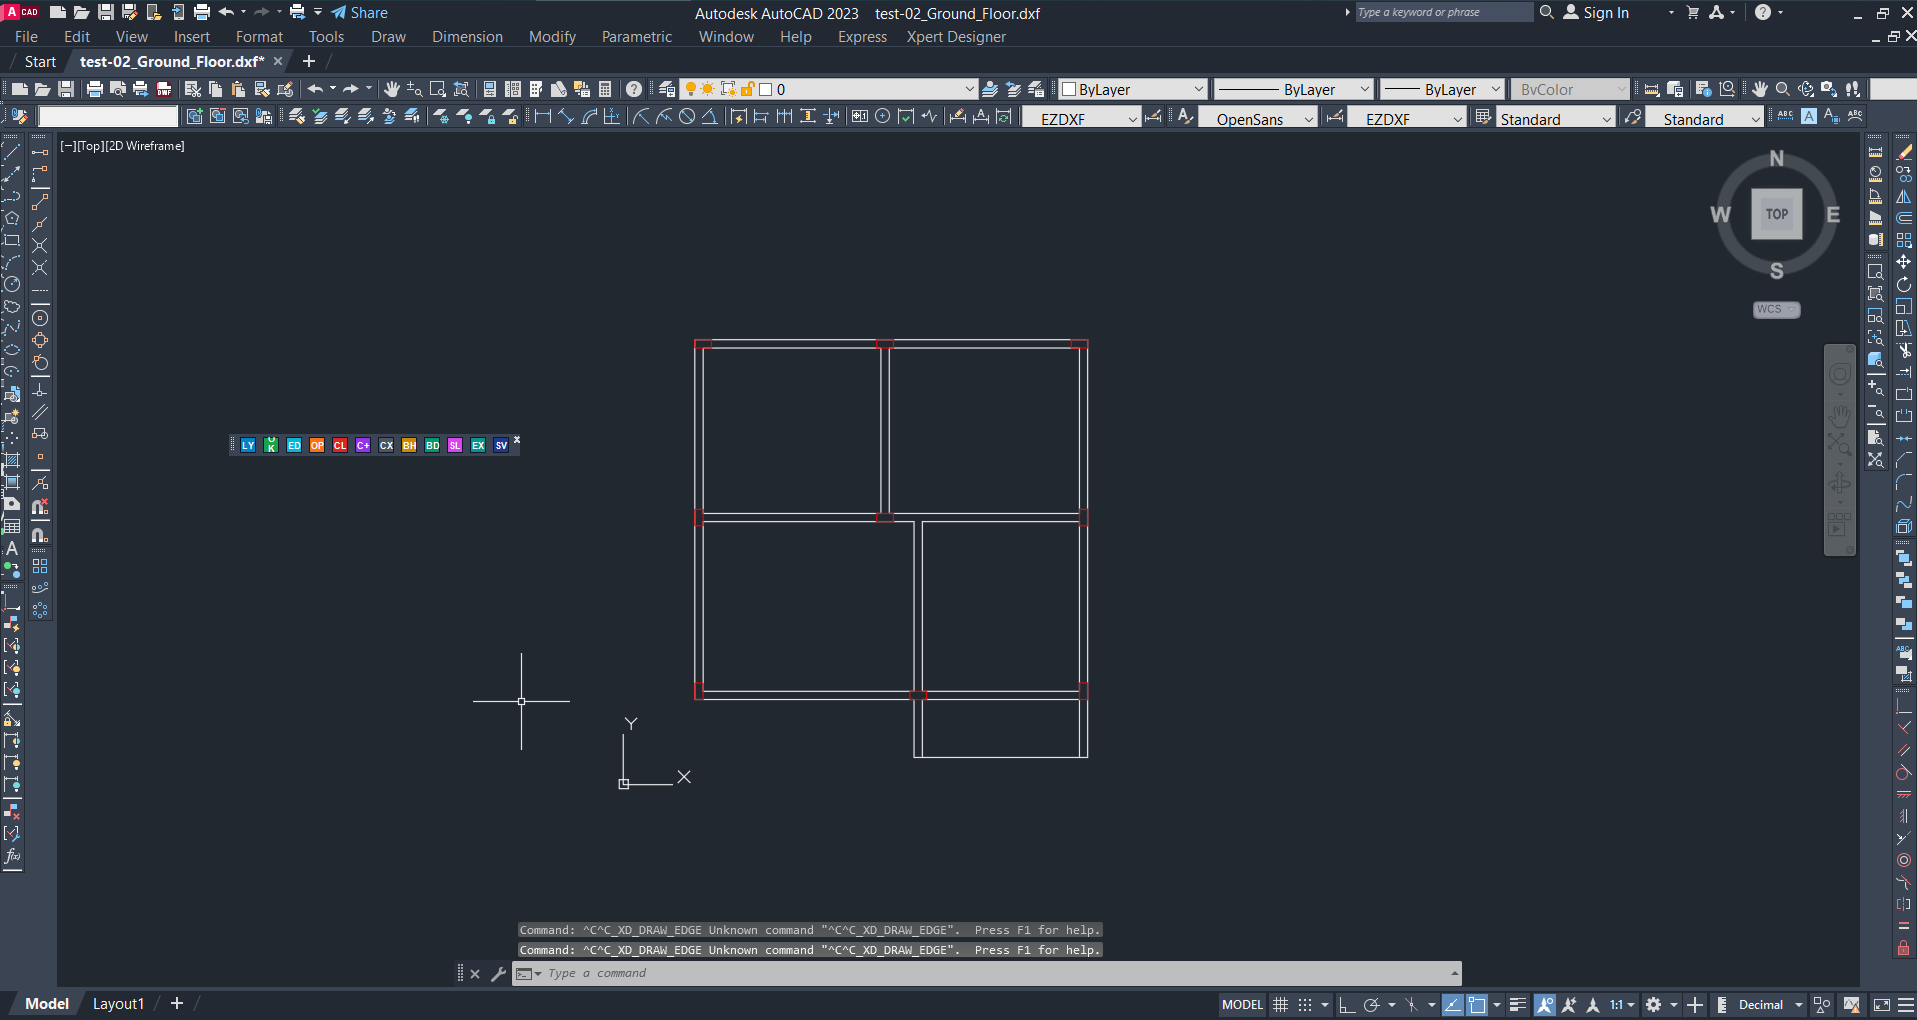 A CAD
Share
Autodesk AutoCAD 2023 test-02_Ground_Floor.dxf
Type a keyword or phrase
Sign In
File Edit View Insert Format Tools Draw Dimension Modify Parametric Window Help Express Xpert Designer
Start test-02_Ground_Floor.dxf*
0 ByLayer ByLayer ByLayer ByColor
EZDXF OpenSans EZDXF Standard Standard
[−][Top][2D Wireframe]
N
W TOP E
S
WCS
LY UK ED OP CL C+ CX BH BD SL EX SV
Y
X
Command: ^C^C_XD_DRAW_EDGE Unknown command "^C^C_XD_DRAW_EDGE".  Press F1 for help.
Command: ^C^C_XD_DRAW_EDGE Unknown command "^C^C_XD_DRAW_EDGE".  Press F1 for help.
Type a command
Model Layout1 +
MODEL 1:1 Decimal